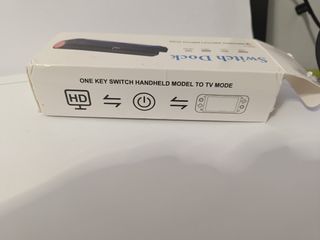 Switch Dock
ONE KEY SWITCH HANDHELD MODEL TO TV MODE
HD